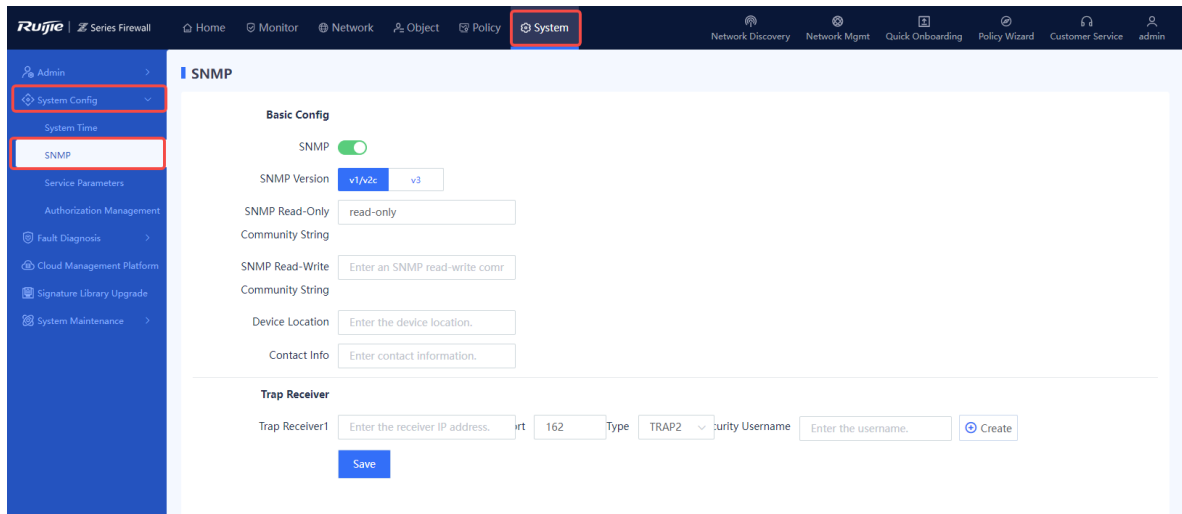 Ruijie | Z Series Firewall
Home
Monitor
Network
Object
Policy
System
Network Discovery
Network Mgmt
Quick Onboarding
Policy Wizard
Customer Service
admin
Admin
System Config
System Time
SNMP
Service Parameters
Authorization Management
Fault Diagnosis
Cloud Management Platform
Signature Library Upgrade
System Maintenance
SNMP
Basic Config
SNMP
SNMP Version v1/v2c v3
SNMP Read-Only read-only
Community String
SNMP Read-Write Enter an SNMP read-write comr
Community String
Device Location Enter the device location.
Contact Info Enter contact information.
Trap Receiver
Trap Receiver1 Enter the receiver IP address. rt 162 Type TRAP2 curity Username Enter the username. Create
Save